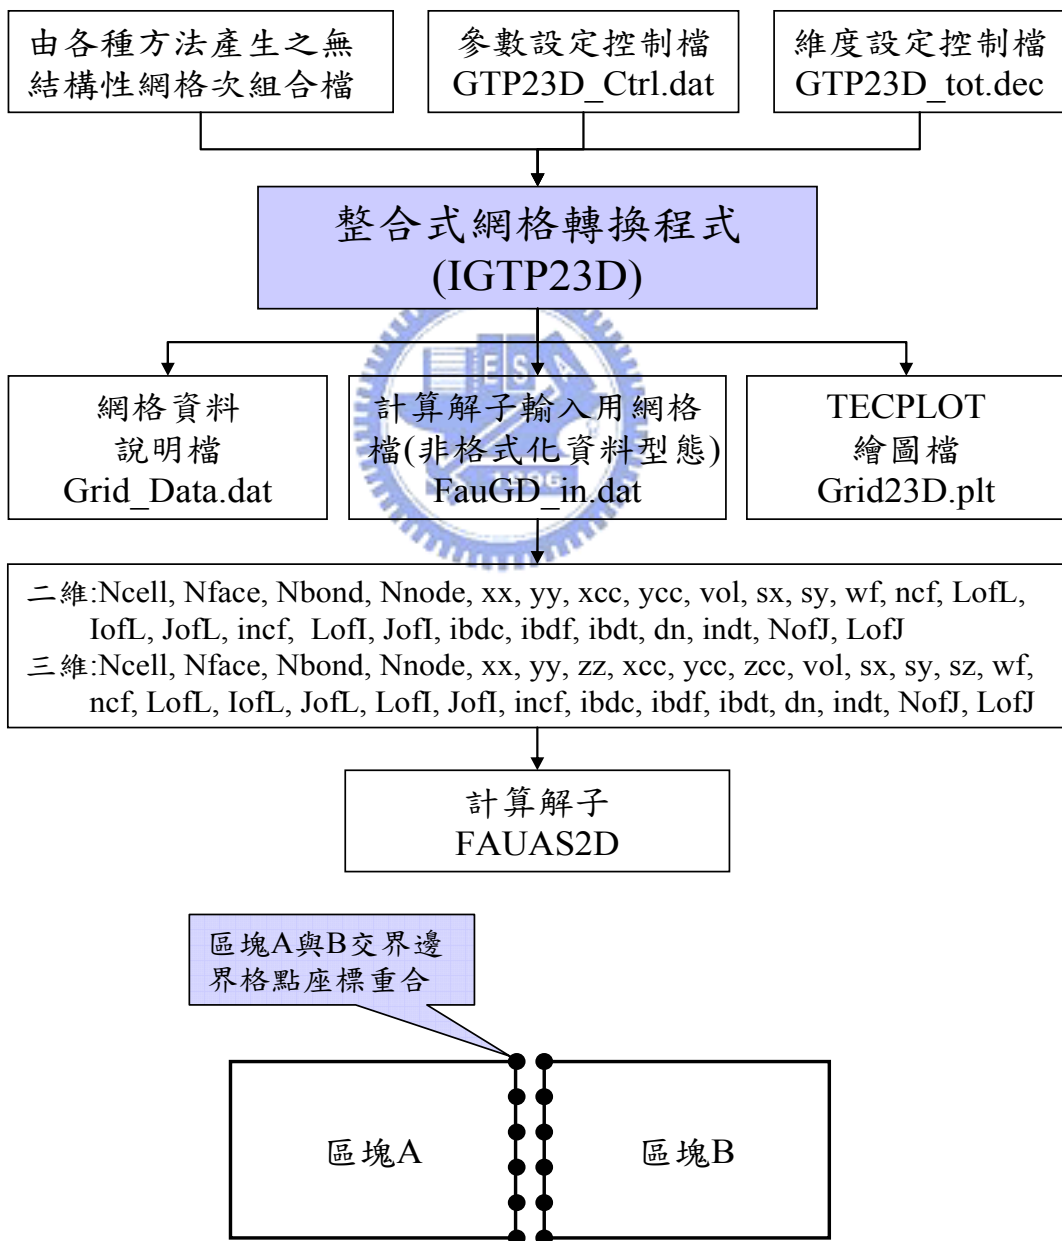 由各種方法產生之無
結構性網格次組合檔
參數設定控制檔
GTP23D_Ctrl.dat
維度設定控制檔
GTP23D_tot.dec
整合式網格轉換程式
(IGTP23D)
ESA
1896
網格資料
說明檔
Grid_Data.dat
計算解子輸入用網格
檔(非格式化資料型態)
FauGD_in.dat
TECPLOT
繪圖檔
Grid23D.plt
二維:Ncell, Nface, Nbond, Nnode, xx, yy, xcc, ycc, vol, sx, sy, wf, ncf, LofL,
IofL, JofL, incf, LofI, JofI, ibdc, ibdf, ibdt, dn, indt, NofJ, LofJ
三維:Ncell, Nface, Nbond, Nnode, xx, yy, zz, xcc, ycc, zcc, vol, sx, sy, sz, wf,
ncf, LofL, IofL, JofL, LofI, JofI, incf, ibdc, ibdf, ibdt, dn, indt, NofJ, LofJ
計算解子
FAUAS2D
區塊A與B交界邊
界格點座標重合
區塊A
區塊B